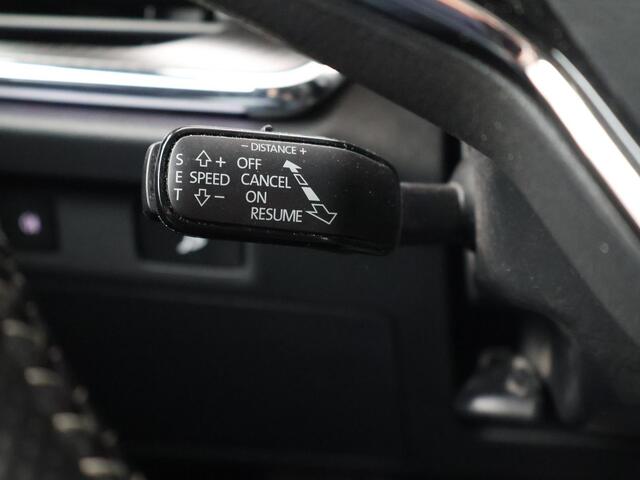 - DISTANCE +
S + OFF
E SPEED CANCEL
T - ON
RESUME